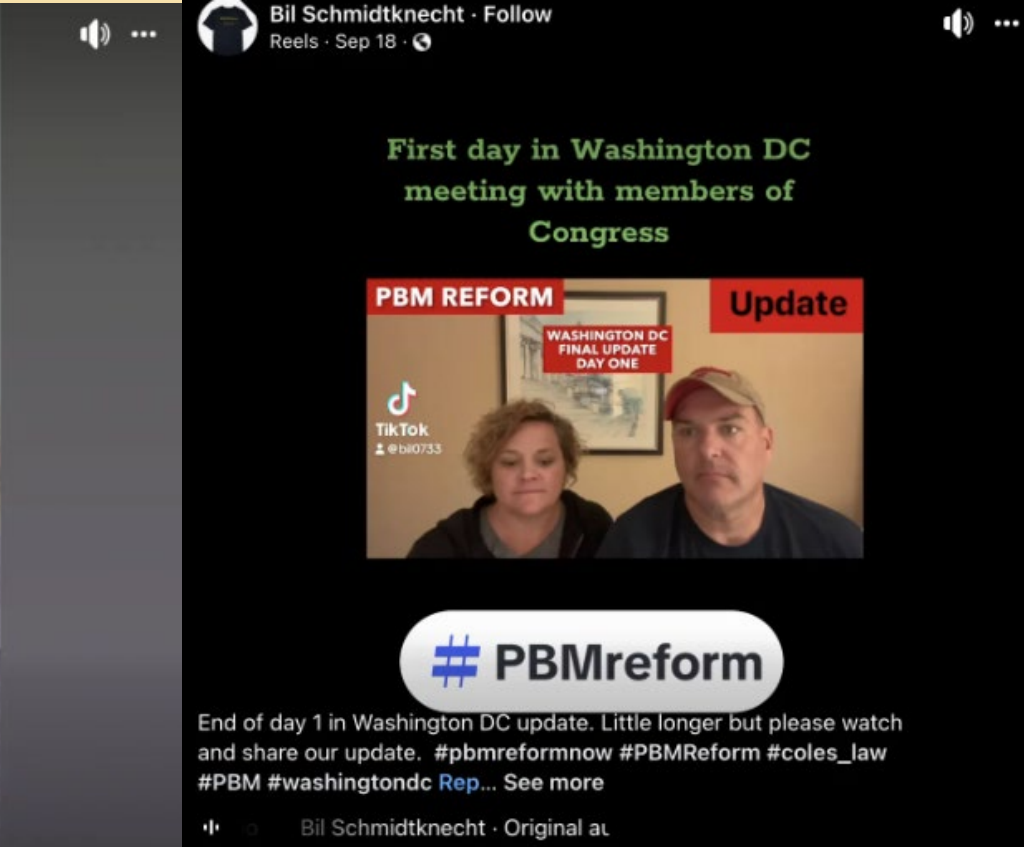 Bil Schmidtknecht · Follow
Reels · Sep 18 ·
First day in Washington DC
meeting with members of
Congress
PBM REFORM
Update
WASHINGTON DC
FINAL UPDATE
DAY ONE
TikTok
@bil0733
# PBMreform
End of day 1 in Washington DC update. Little longer but please watch
and share our update. #pbmreformnow #PBMReform #coles_law
#PBM #washingtondc Rep... See more
Bil Schmidtknecht · Original au